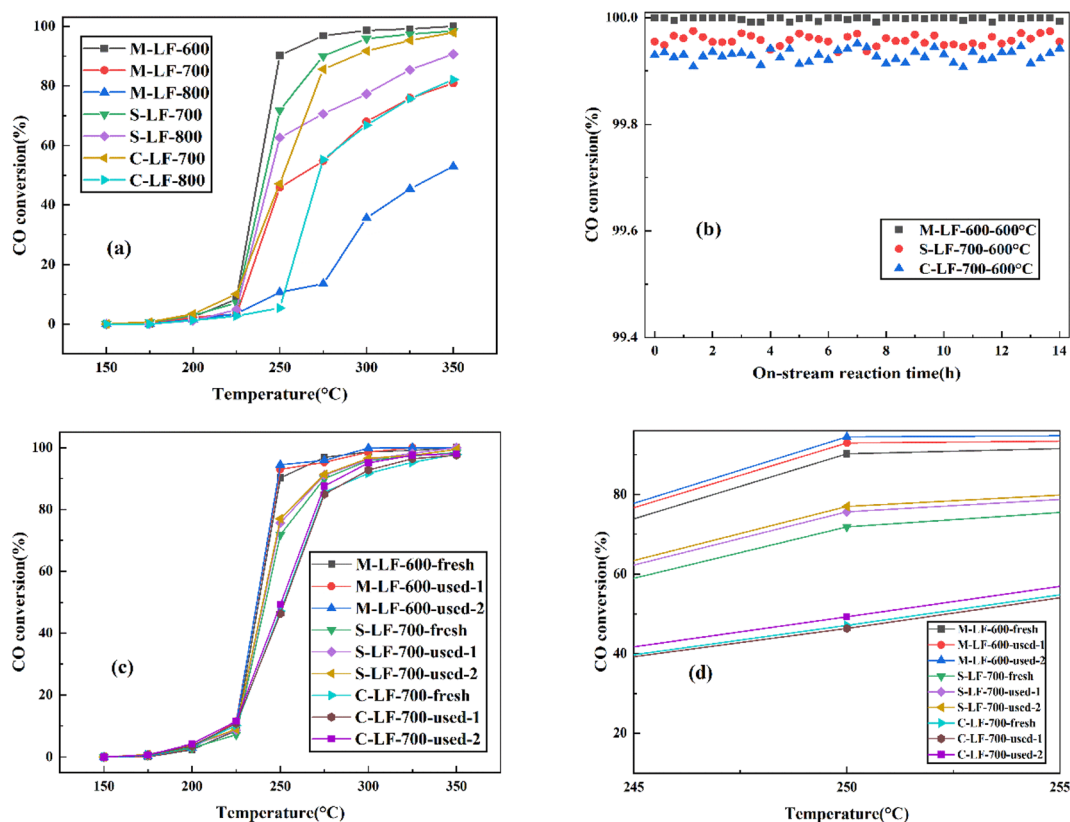 100
80
60
40
20
0
CO conversion(%)
M-LF-600
M-LF-700
M-LF-800
S-LF-700
S-LF-800
C-LF-700
C-LF-800
(a)
150 200 250 300 350
Temperature(°C)
100.0
99.8
99.6
99.4
CO conversion(%)
(b)
M-LF-600-600°C
S-LF-700-600°C
C-LF-700-600°C
0 2 4 6 8 10 12 14
On-stream reaction time(h)
100
80
60
40
20
0
CO conversion(%)
M-LF-600-fresh
M-LF-600-used-1
M-LF-600-used-2
S-LF-700-fresh
S-LF-700-used-1
S-LF-700-used-2
C-LF-700-fresh
C-LF-700-used-1
C-LF-700-used-2
(c)
150 200 250 300 350
Temperature(°C)
80
60
40
20
CO conversion(%)
M-LF-600-fresh
M-LF-600-used-1
M-LF-600-used-2
S-LF-700-fresh
S-LF-700-used-1
S-LF-700-used-2
C-LF-700-fresh
C-LF-700-used-1
C-LF-700-used-2
(d)
245 250 255
Temperature(°C)